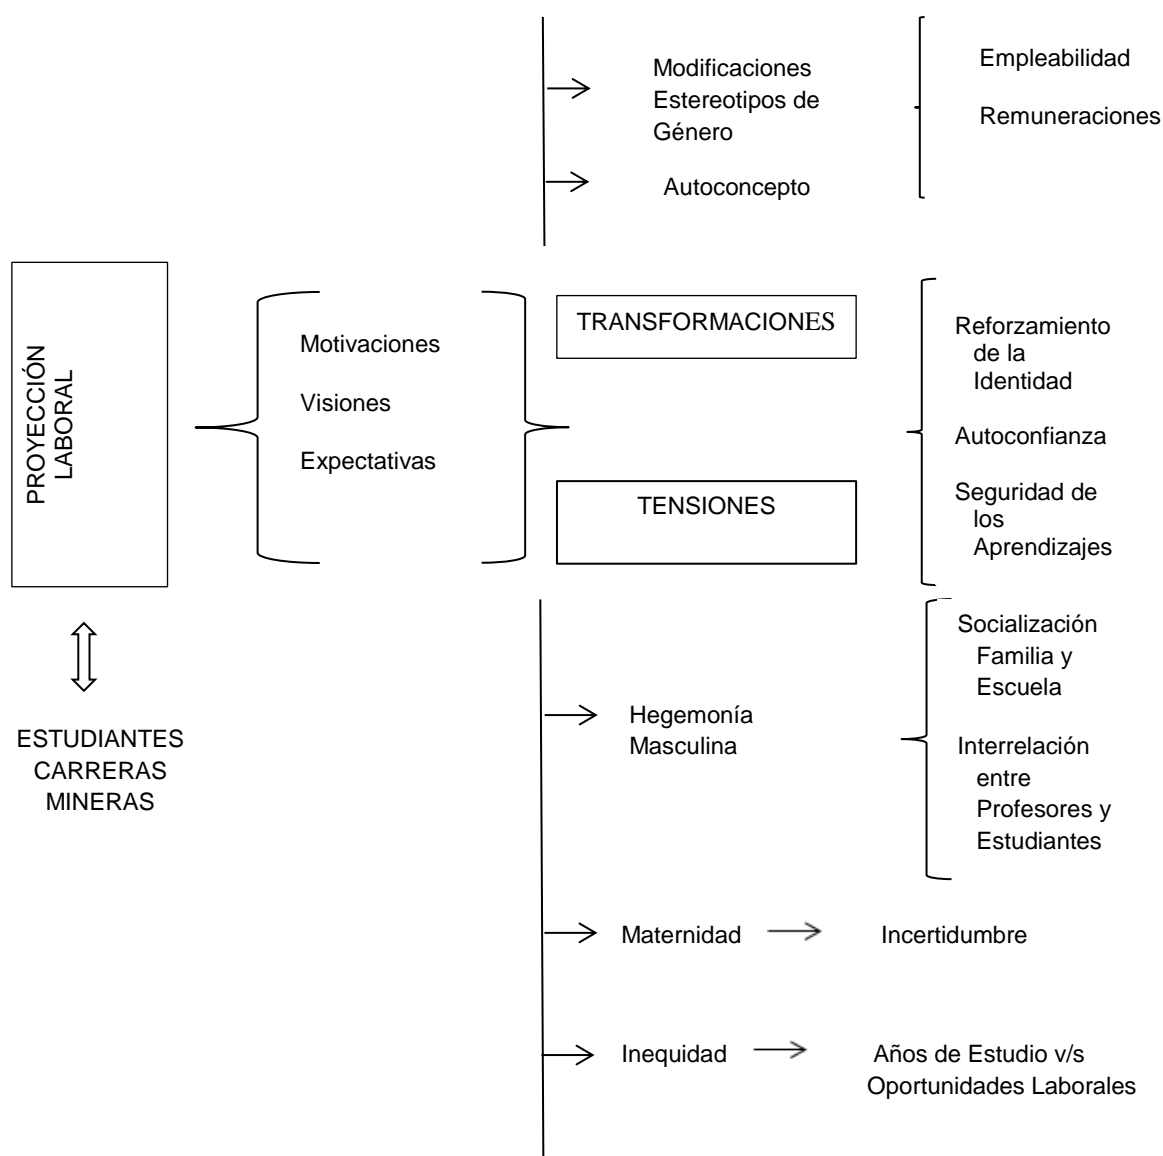 Modificaciones
Estereotipos de
Género
Autoconcepto
Empleabilidad
Remuneraciones
PROYECCIÓN
LABORAL
Motivaciones
Visiones
Expectativas
TRANSFORMACIONES
TENSIONES
Reforzamiento
de la
Identidad
Autoconfianza
Seguridad de
los
Aprendizajes
ESTUDIANTES
CARRERAS
MINERAS
Hegemonía
Masculina
Socialización
Familia y
Escuela
Interrelación
entre
Profesores y
Estudiantes
Maternidad
Incertidumbre
Inequidad
Años de Estudio v/s
Oportunidades Laborales